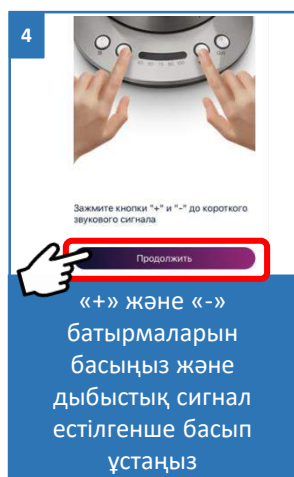 4
Зажмите кнопки "+" и "-" до короткого
звукового сигнала
Продолжить
«+» және «-»
батырмаларын
басыңыз және
дыбыстық сигнал
естілгенше басып
ұстаңыз